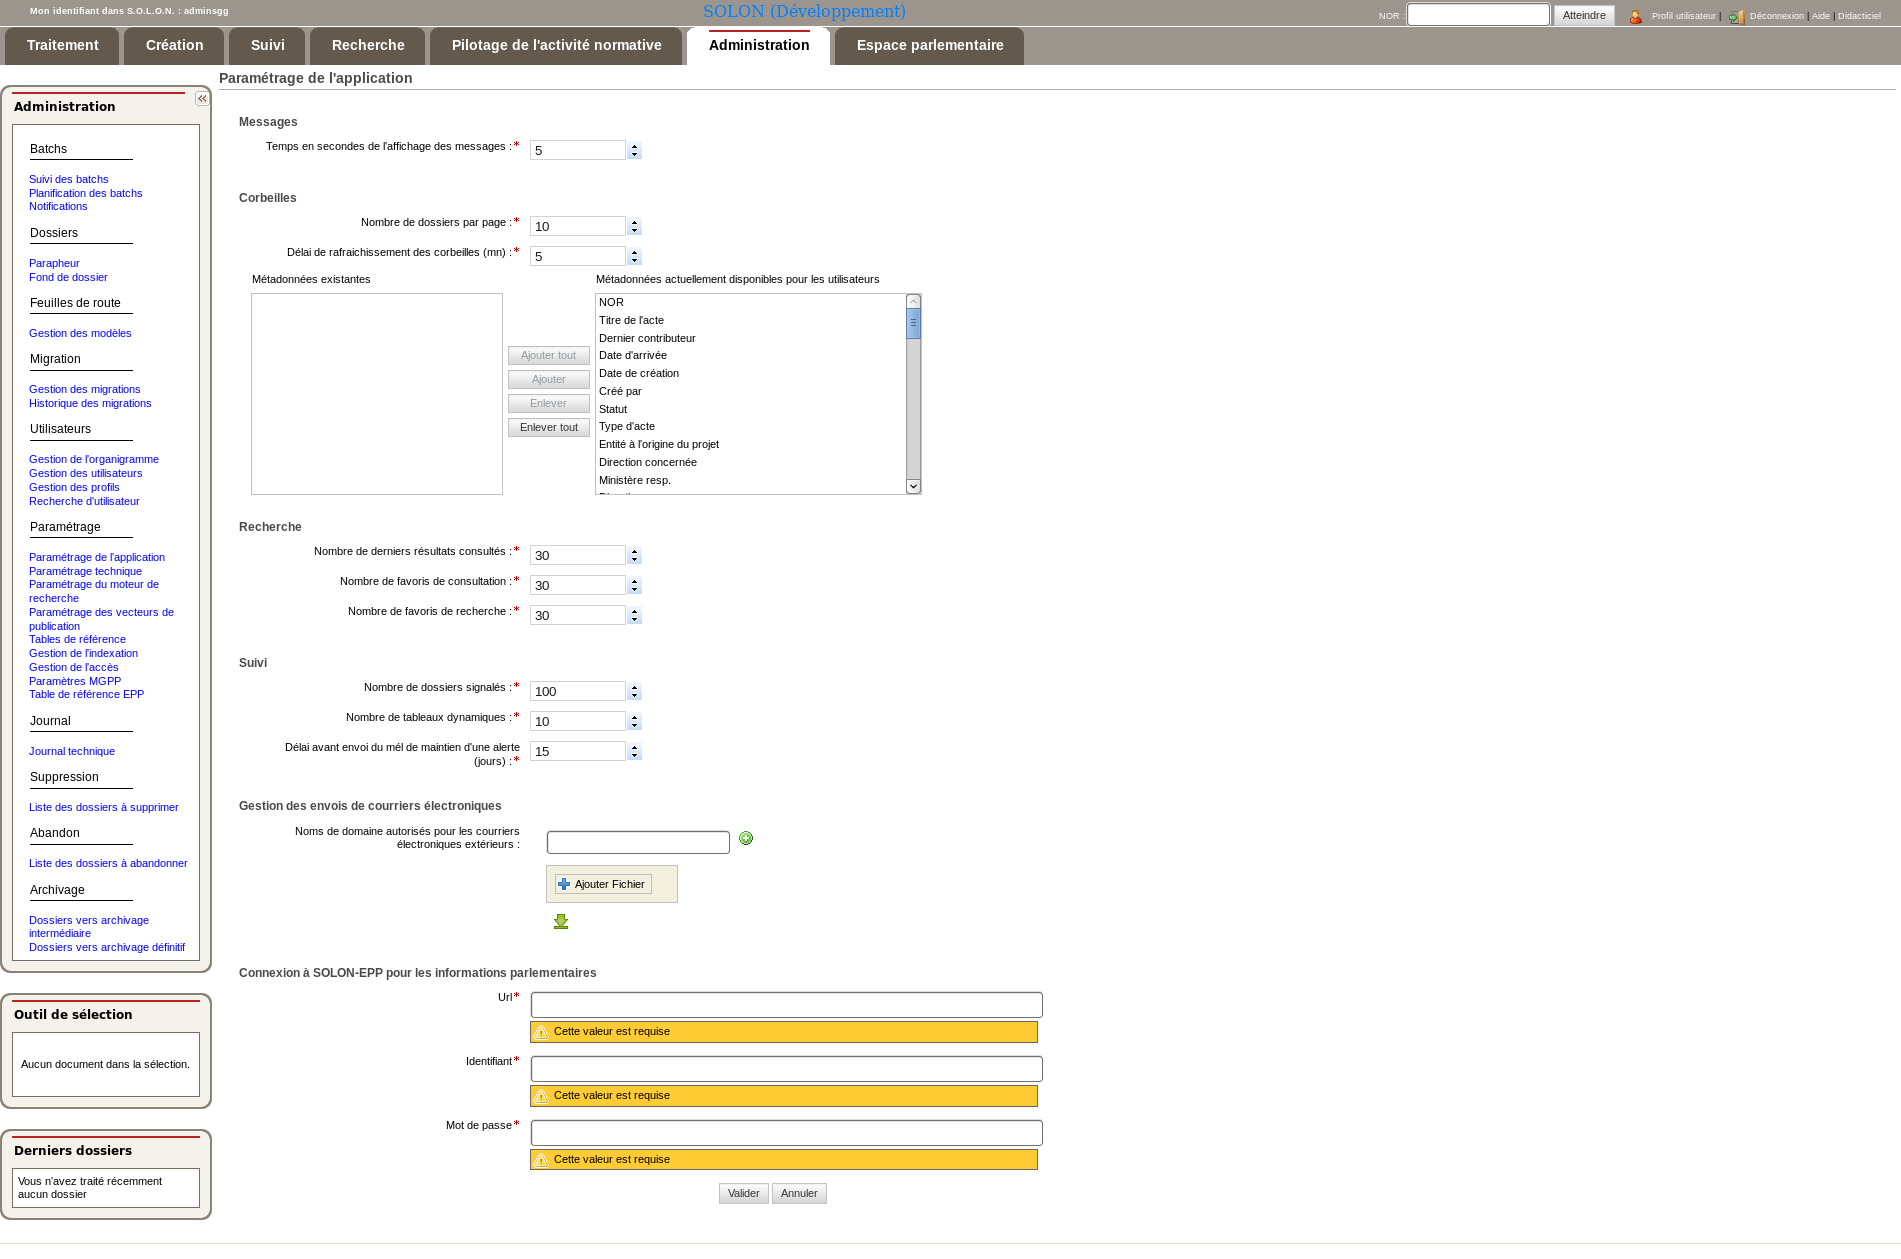 Mon identifiant dans S.O.L.O.N. : adminsgg
SOLON (Développement)
NOR :
Atteindre
Profil utilisateur | Déconnexion | Aide | Didacticiel
Traitement
Création
Suivi
Recherche
Pilotage de l'activité normative
Administration
Espace parlementaire
Administration
Batchs
Suivi des batchs
Planification des batchs
Notifications
Dossiers
Parapheur
Fond de dossier
Feuilles de route
Gestion des modèles
Migration
Gestion des migrations
Historique des migrations
Utilisateurs
Gestion de l'organigramme
Gestion des utilisateurs
Gestion des profils
Recherche d'utilisateur
Paramétrage
Paramétrage de l'application
Paramétrage technique
Paramétrage du moteur de
recherche
Paramétrage des vecteurs de
publication
Tables de référence
Gestion de l'indexation
Gestion de l'accès
Paramètres MGPP
Table de référence EPP
Journal
Journal technique
Suppression
Liste des dossiers à supprimer
Abandon
Liste des dossiers à abandonner
Archivage
Dossiers vers archivage
intermédiaire
Dossiers vers archivage définitif
Outil de sélection
Aucun document dans la sélection.
Derniers dossiers
Vous n'avez traité récemment
aucun dossier
Paramétrage de l'application
Messages
Temps en secondes de l'affichage des messages :* 5
Corbeilles
Nombre de dossiers par page :* 10
Délai de rafraichissement des corbeilles (mn) :* 5
Métadonnées existantes
Ajouter tout
Ajouter
Enlever
Enlever tout
Métadonnées actuellement disponibles pour les utilisateurs
NOR
Titre de l'acte
Dernier contributeur
Date d'arrivée
Date de création
Créé par
Statut
Type d'acte
Entité à l'origine du projet
Direction concernée
Ministère resp.
Recherche
Nombre de derniers résultats consultés :* 30
Nombre de favoris de consultation :* 30
Nombre de favoris de recherche :* 30
Suivi
Nombre de dossiers signalés :* 100
Nombre de tableaux dynamiques :* 10
Délai avant envoi du mél de maintien d'une alerte
(jours) :* 15
Gestion des envois de courriers électroniques
Noms de domaine autorisés pour les courriers
électroniques extérieurs :
Ajouter Fichier
Connexion à SOLON-EPP pour les informations parlementaires
Url*
Cette valeur est requise
Identifiant*
Cette valeur est requise
Mot de passe*
Cette valeur est requise
Valider
Annuler